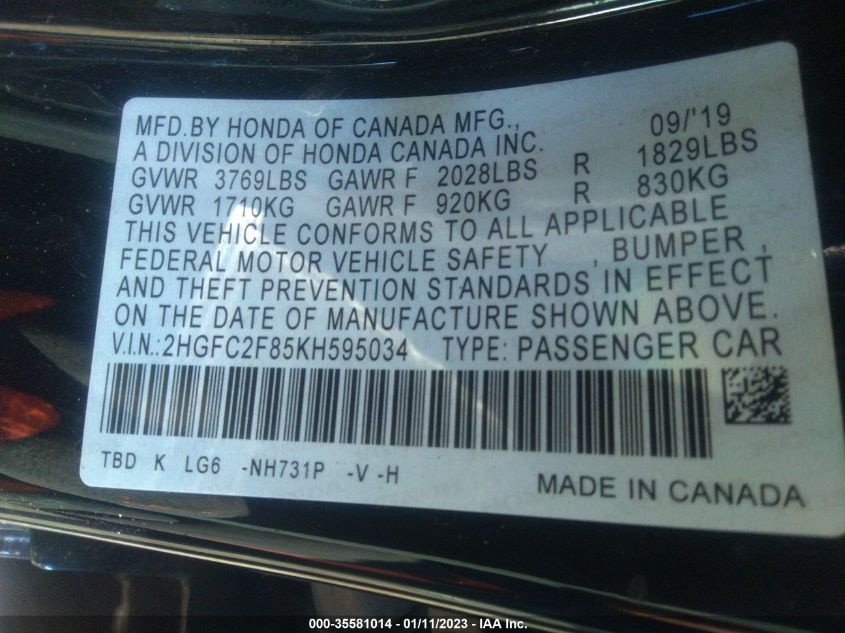 MFD.BY HONDA OF CANADA MFG., 09/'19
A DIVISION OF HONDA CANADA INC.
GVWR 3769LBS GAWR F 2028LBS R 1829LBS
GVWR 1710KG GAWR F 920KG R 830KG
THIS VEHICLE CONFORMS TO ALL APPLICABLE
FEDERAL MOTOR VEHICLE SAFETY , BUMPER ,
AND THEFT PREVENTION STANDARDS IN EFFECT
ON THE DATE OF MANUFACTURE SHOWN ABOVE.
V.I.N.: 2HGFC2F85KH595034 TYPE: PASSENGER CAR
TBD K LG6 -NH731P -V -H
MADE IN CANADA
000-35581014 - 01/11/2023 - IAA Inc.